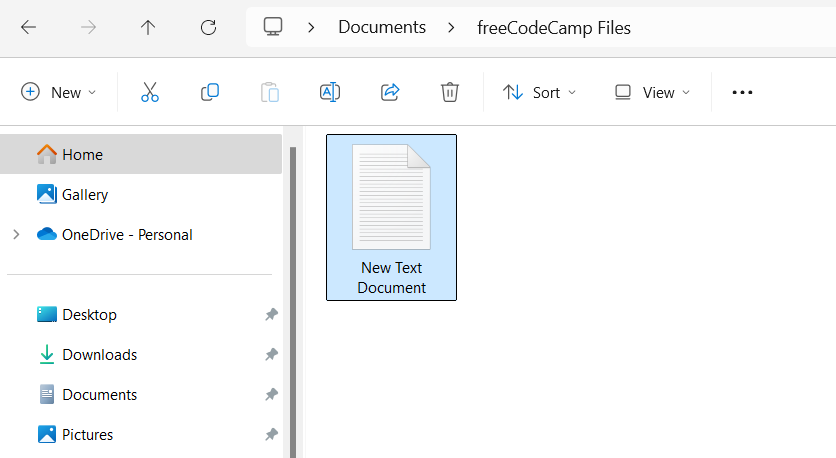 Documents > freeCodeCamp Files
New Sort View
Home
Gallery
OneDrive - Personal
Desktop
Downloads
Documents
Pictures
New Text
Document